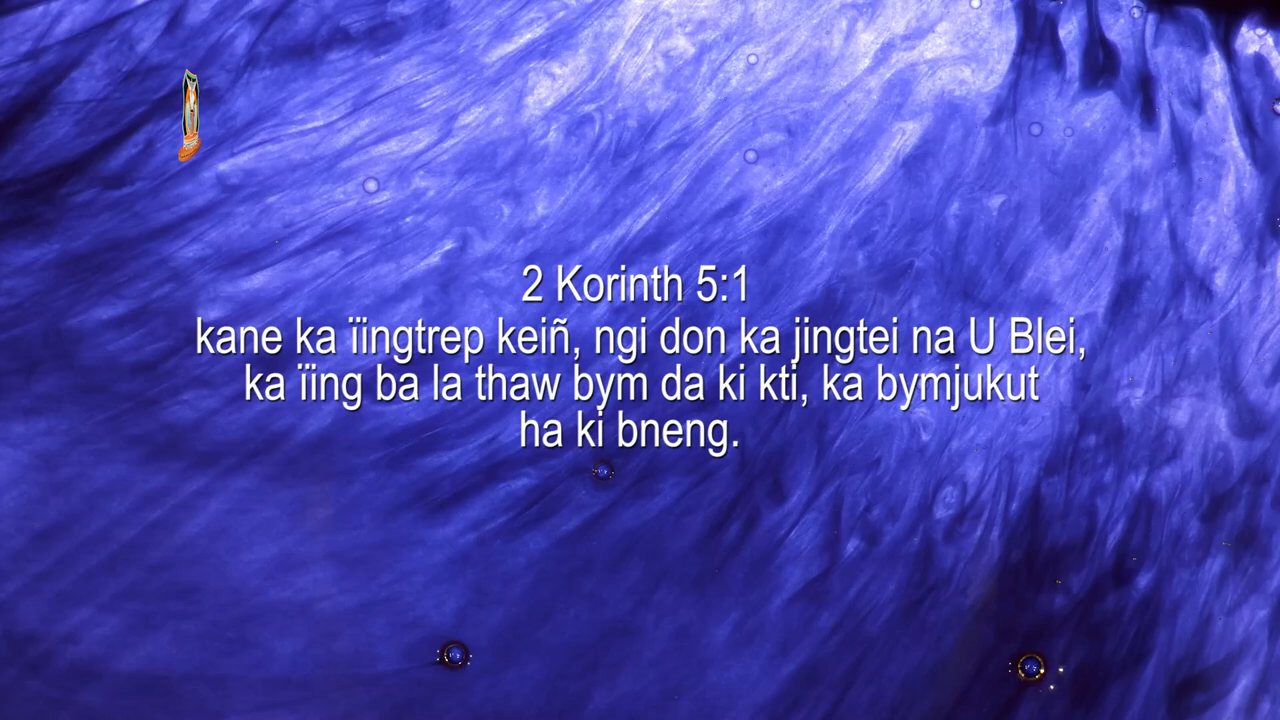 2 Korinth 5:1
kane ka ïingtrep keiñ, ngi don ka jingtei na U Blei,
ka ïing ba la thaw bym da ki kti, ka bymjukut
ha ki bneng.